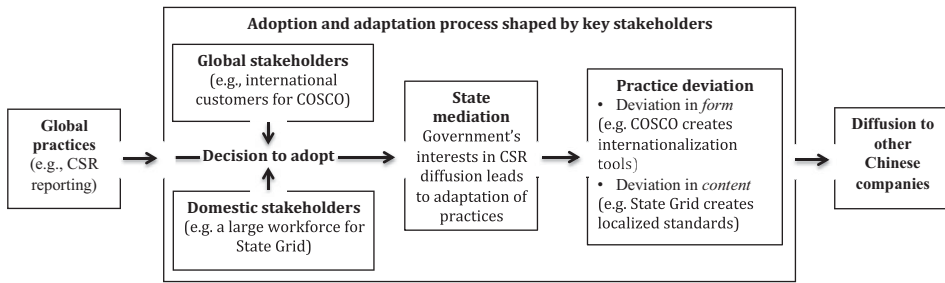 Adoption and adaptation process shaped by key stakeholders
Global
practices
(e.g., CSR
reporting)
Global stakeholders
(e.g., international
customers for COSCO)
Decision to adopt
Domestic stakeholders
(e.g. a large workforce for
State Grid)
State
mediation
Government's
interests in CSR
diffusion leads
to adaptation of
practices
Practice deviation
• Deviation in form
(e.g. COSCO creates
internationalization
tools)
• Deviation in content
(e.g. State Grid creates
localized standards)
Diffusion to
other
Chinese
companies